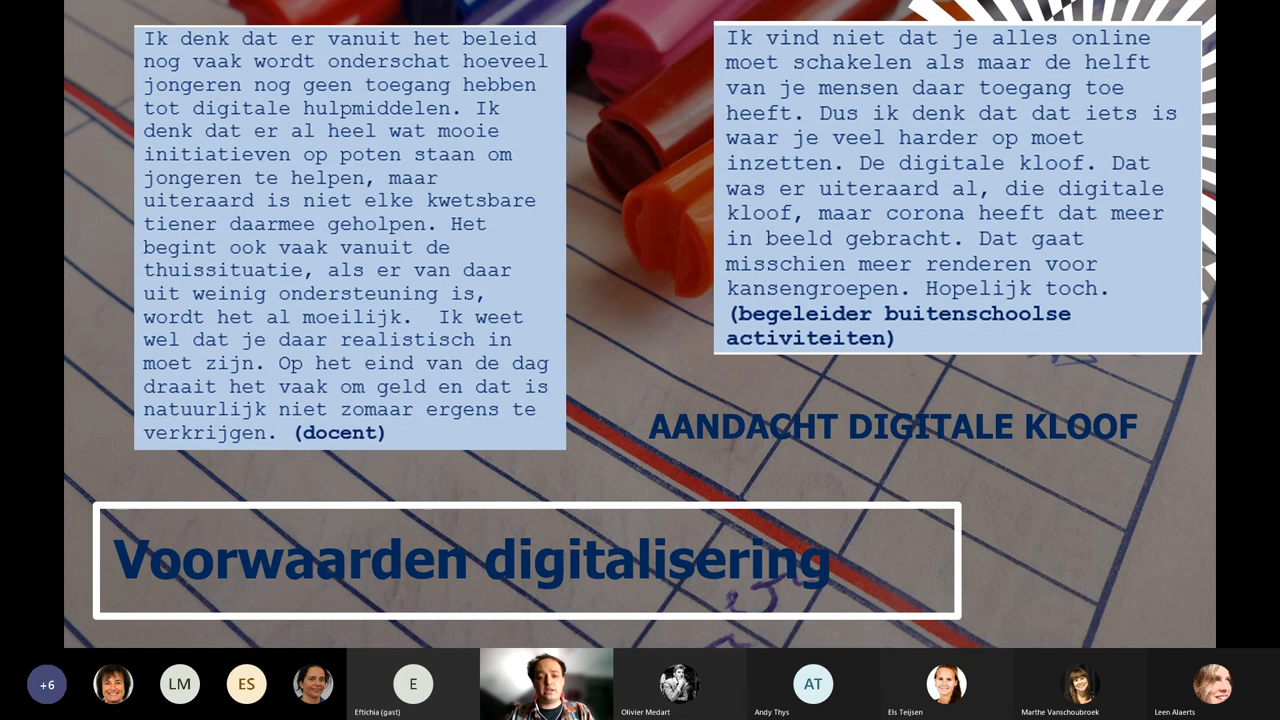 Ik denk dat er vanuit het beleid
nog vaak wordt onderschat hoeveel
jongeren nog geen toegang hebben
tot digitale hulpmiddelen. Ik
denk dat er al heel wat mooie
initiatieven op poten staan om
jongeren te helpen, maar
uiteraard is niet elke kwetsbare
tiener daarmee geholpen. Het
begint ook vaak vanuit de
thuissituatie, als er van daar
uit weinig ondersteuning is,
wordt het al moeilijk.  Ik weet
wel dat je daar realistisch in
moet zijn. Op het eind van de dag
draait het vaak om geld en dat is
natuurlijk niet zomaar ergens te
verkrijgen. (docent)
Ik vind niet dat je alles online
moet schakelen als maar de helft
van je mensen daar toegang toe
heeft. Dus ik denk dat dat iets is
waar je veel harder op moet
inzetten. De digitale kloof. Dat
was er uiteraard al, die digitale
kloof, maar corona heeft dat meer
in beeld gebracht. Dat gaat
misschien meer renderen voor
kansengroepen. Hopelijk toch.
(begeleider buitenschoolse
activiteiten)
AANDACHT DIGITALE KLOOF
Voorwaarden digitalisering
+6
LM
ES
E
Eftichia (gast)
Olivier Medart
AT
Andy Thys
Els Teijsen
Marthe Vanschoubroek
Leen Alaerts